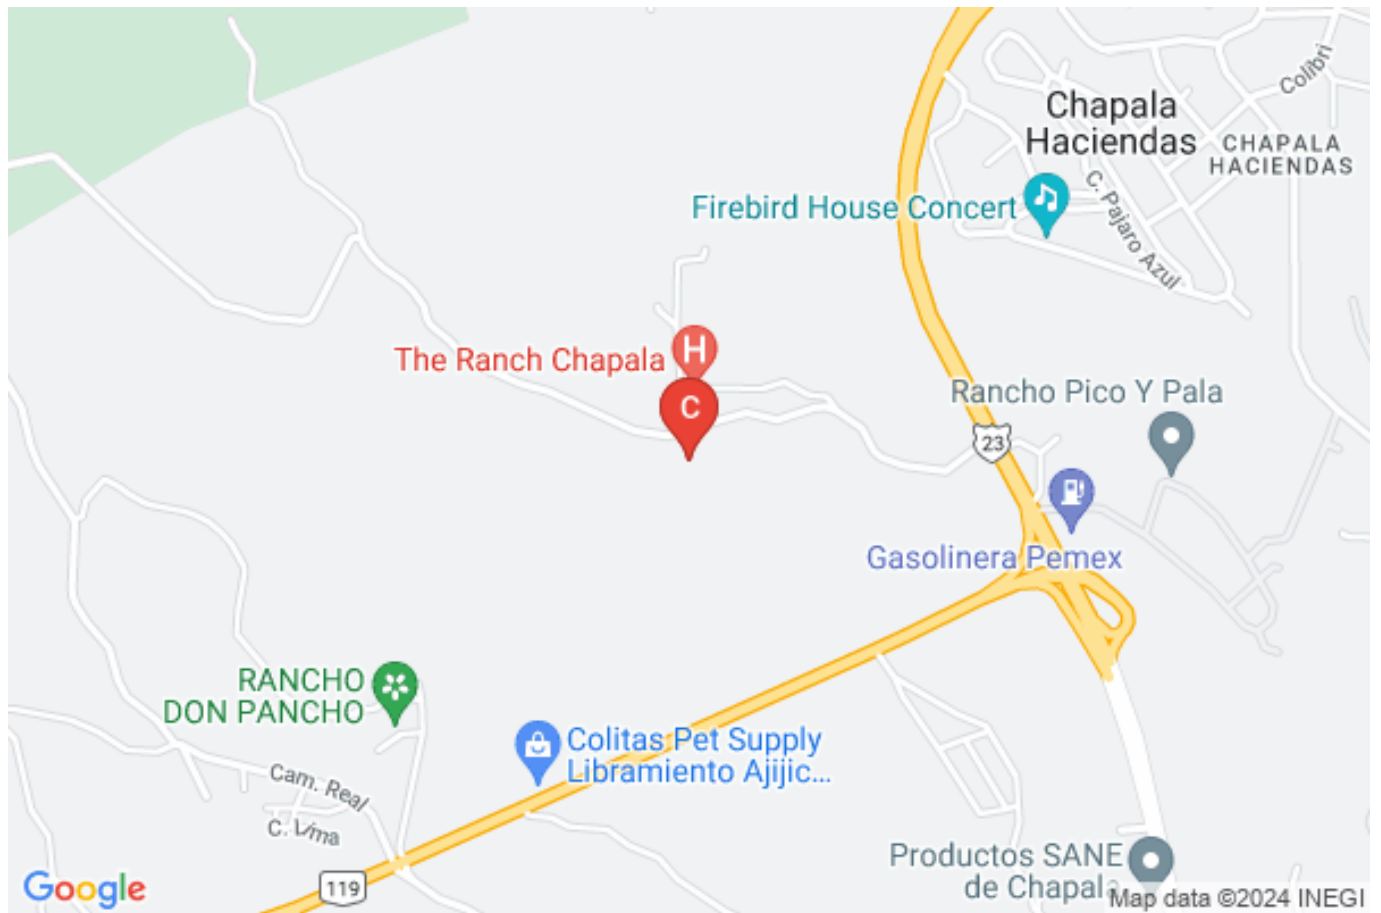 Colibri
Chapala
Haciendas
CHAPALA
HACIENDAS
Firebird House Concert
C. Pajaro Azul
The Ranch Chapala
H
C
Rancho Pico Y Pala
23
Gasolinera Pemex
RANCHO
DON PANCHO
Colitas Pet Supply
Libramiento Ajijic...
Cam. Real
C. Vma
Productos SANE
de Chapala
119
Google
Map data ©2024 INEGI